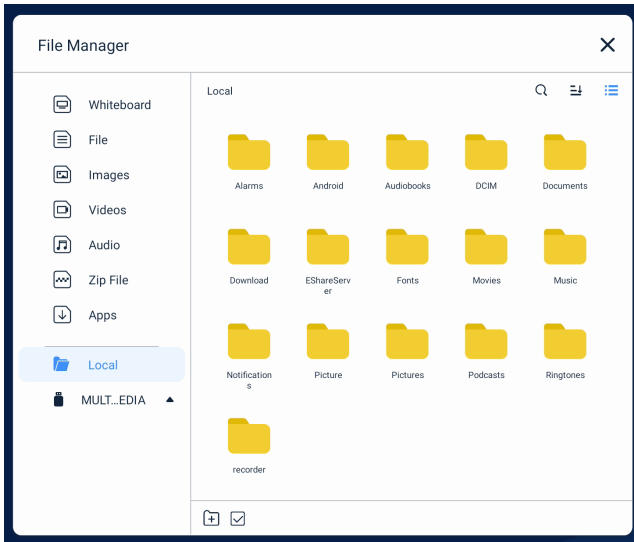 File Manager
Local
Whiteboard
File
Images
Videos
Audio
Zip File
Apps
Local
MULT...EDIA
Alarms
Android
Audiobooks
DCIM
Documents
Download
EShareServ
er
Fonts
Movies
Music
Notification
s
Picture
Pictures
Podcasts
Ringtones
recorder